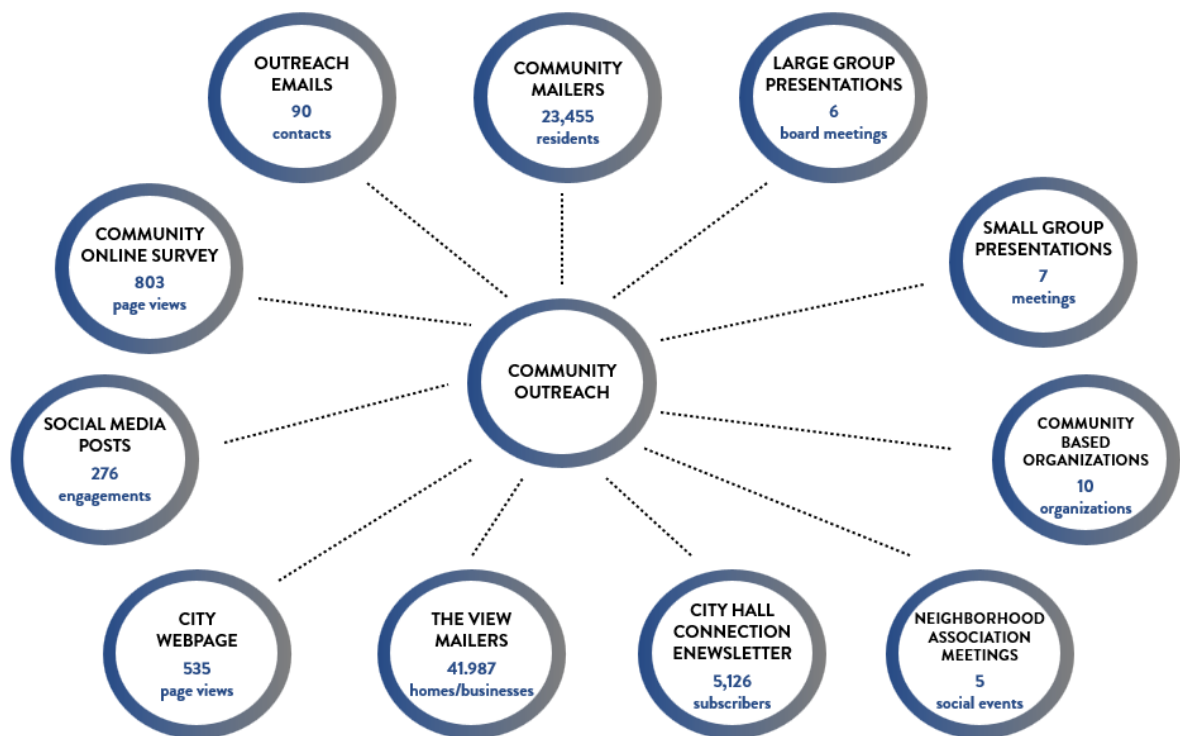 OUTREACH
EMAILS
90
contacts
COMMUNITY
MAILERS
23,455
residents
LARGE GROUP
PRESENTATIONS
6
board meetings
COMMUNITY
ONLINE SURVEY
803
page views
SMALL GROUP
PRESENTATIONS
7
meetings
COMMUNITY
OUTREACH
SOCIAL MEDIA
POSTS
276
engagements
COMMUNITY
BASED
ORGANIZATIONS
10
organizations
CITY
WEBPAGE
535
page views
THE VIEW
MAILERS
41.987
homes/businesses
CITY HALL
CONNECTION
ENEWSLETTER
5,126
subscribers
NEIGHBORHOOD
ASSOCIATION
MEETINGS
5
social events